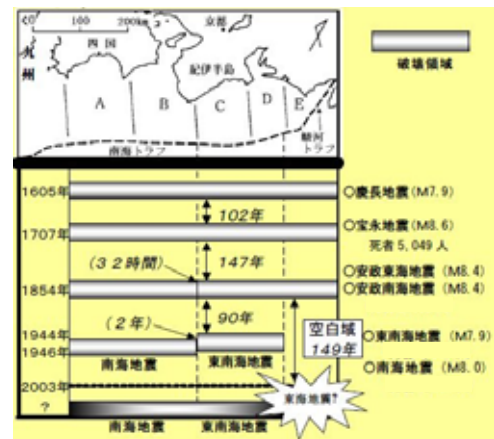 0 100 200km
京都
四国
九州
紀伊半島
A B C D E
南海トラフ
駿河
トラフ
破壊領域
1605年
○慶長地震(M7.9)
102年
1707年
○宝永地震(M8.6)
死者5,049人
(32時間)
147年
○安政東海地震(M8.4)
1854年
○安政南海地震(M8.4)
(2年)
90年
空白域
149年
1944年
○東南海地震(M7.9)
1946年
南海地震
東南海地震
○南海地震(M8.0)
2003年
東海地震?
?
南海地震
東南海地震